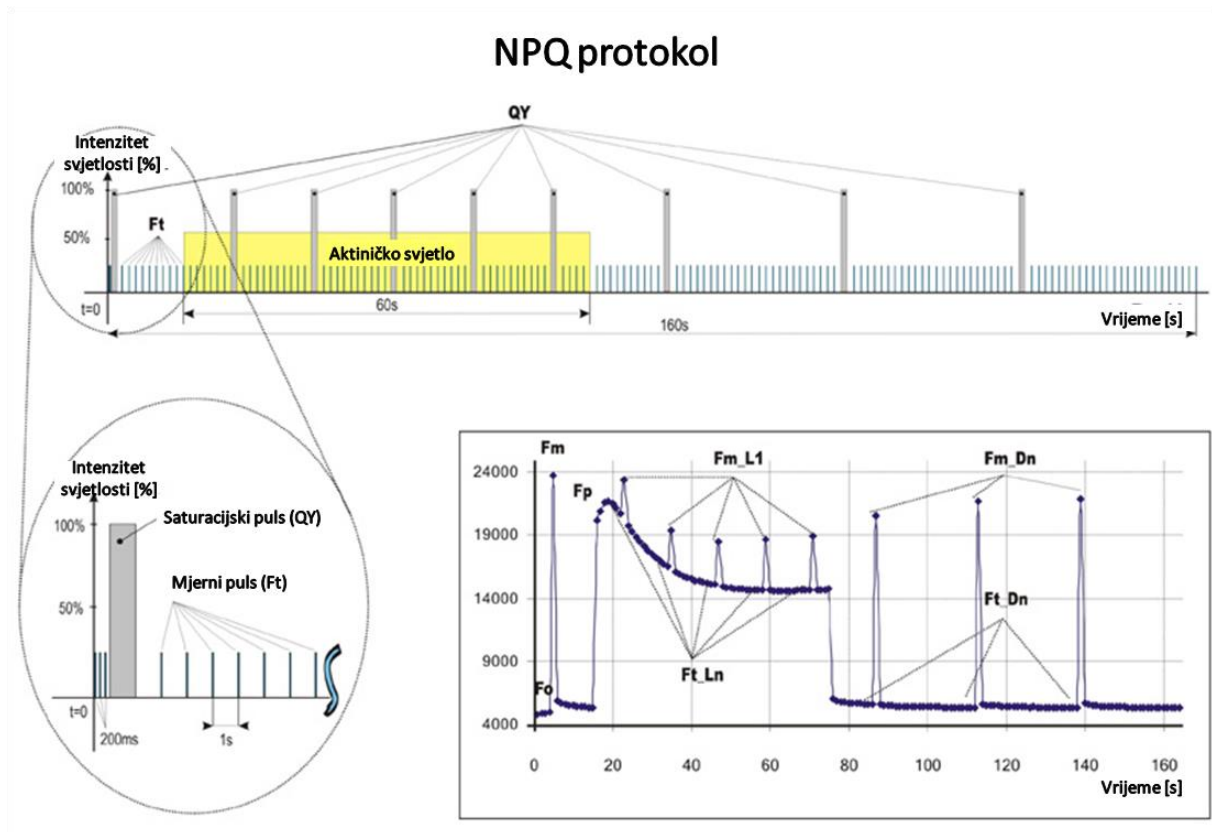 NPQ protokol
QY
Intenzitet
svjetlosti [%]
100%
Ft
50%
Aktiničko svjetlo
t=0
60s
160s
Vrijeme [s]
Intenzitet
svjetlosti [%]
100%
Saturacijski puls (QY)
Mjerni puls (Ft)
50%
t=0
200ms
1s
Fm
Fm_L1
Fm_Dn
24000
Fp
19000
14000
Ft_Dn
9000
Ft_Ln
Fo
4000
0 20 40 60 80 100 120 140 160
Vrijeme [s]